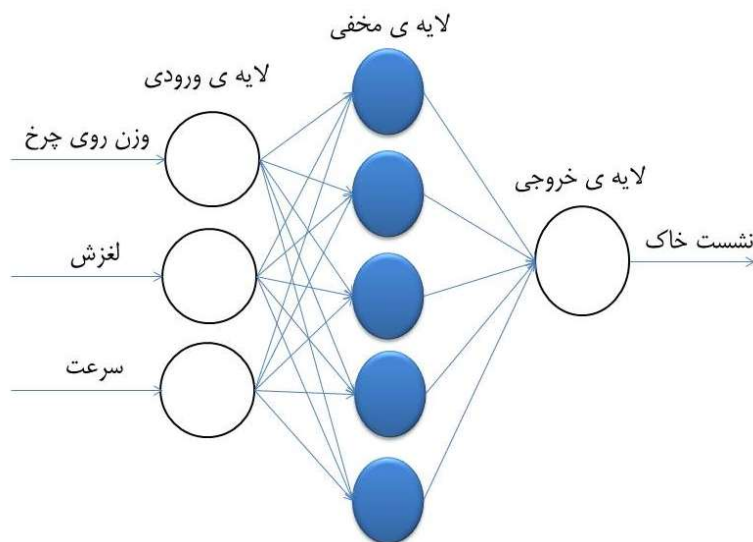 لایه ی مخفی
لایه ی ورودی
وزن روی چرخ
لایه ی خروجی
لغزش
نشست خاک
سرعت